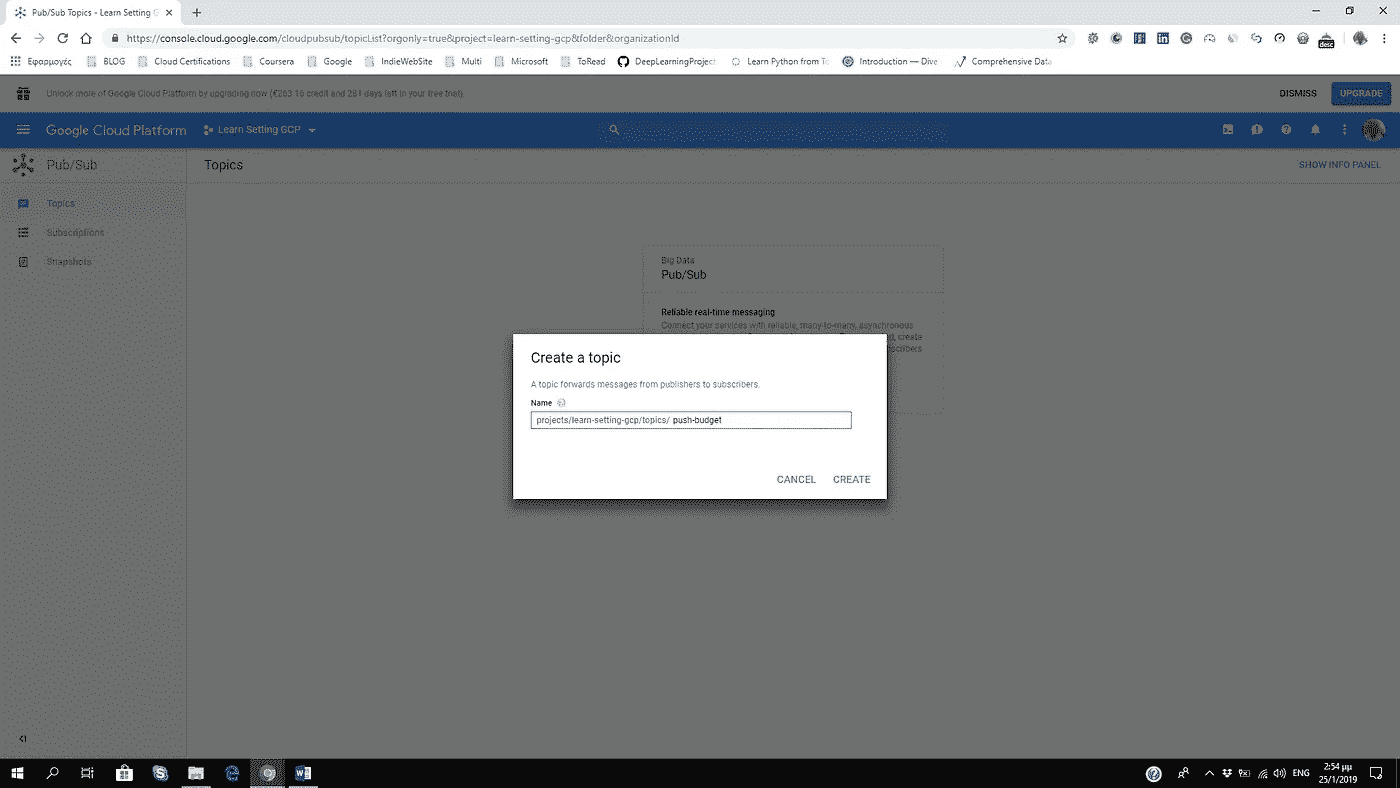 Pub/Sub Topics - Learn Setting G
https://console.cloud.google.com/cloudpubsub/topicList?orgonly=true&project=learn-setting-gcp&folder&organizationId
desc
Εφαρμογές BLOG Cloud Certifications Coursera Google IndieWebSite Multi Microsoft ToRead DeepLearningProject Learn Python from To Introduction — Dive Comprehensive Data
Unlock more of Google Cloud Platform by upgrading now (€263.16 credit and 281 days left in your free trial). DISMISS UPGRADE
Google Cloud Platform Learn Setting GCP
Pub/Sub Topics SHOW INFO PANEL
Topics
Subscriptions
Snapshots
Big Data
Pub/Sub
Reliable real-time messaging
Connect your services with reliable, many-to-many, asynchronous
create
Create a topic
A topic forwards messages from publishers to subscribers.
Name
projects/learn-setting-gcp/topics/ push-budget
CANCEL CREATE
ENG 2:54 μμ
25/1/2019